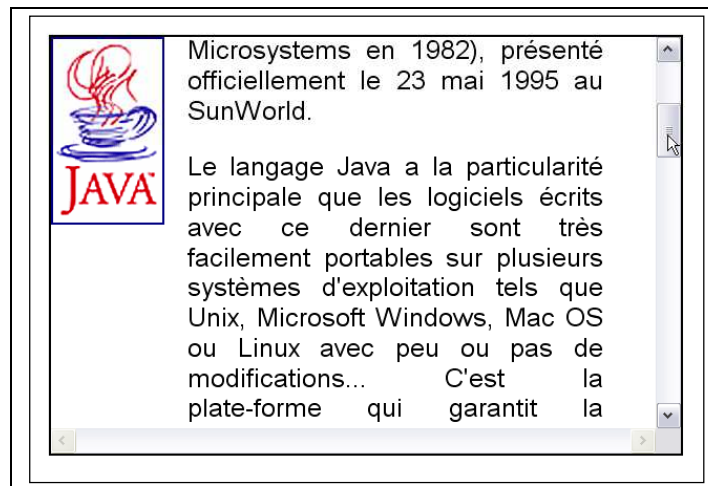 JAVA
Microsystems en 1982), présenté
officiellement le 23 mai 1995 au
SunWorld.
Le langage Java a la particularité
principale que les logiciels écrits
avec ce dernier sont très
facilement portables sur plusieurs
systèmes d'exploitation tels que
Unix, Microsoft Windows, Mac OS
ou Linux avec peu ou pas de
modifications... C'est la
plate-forme qui garantit la